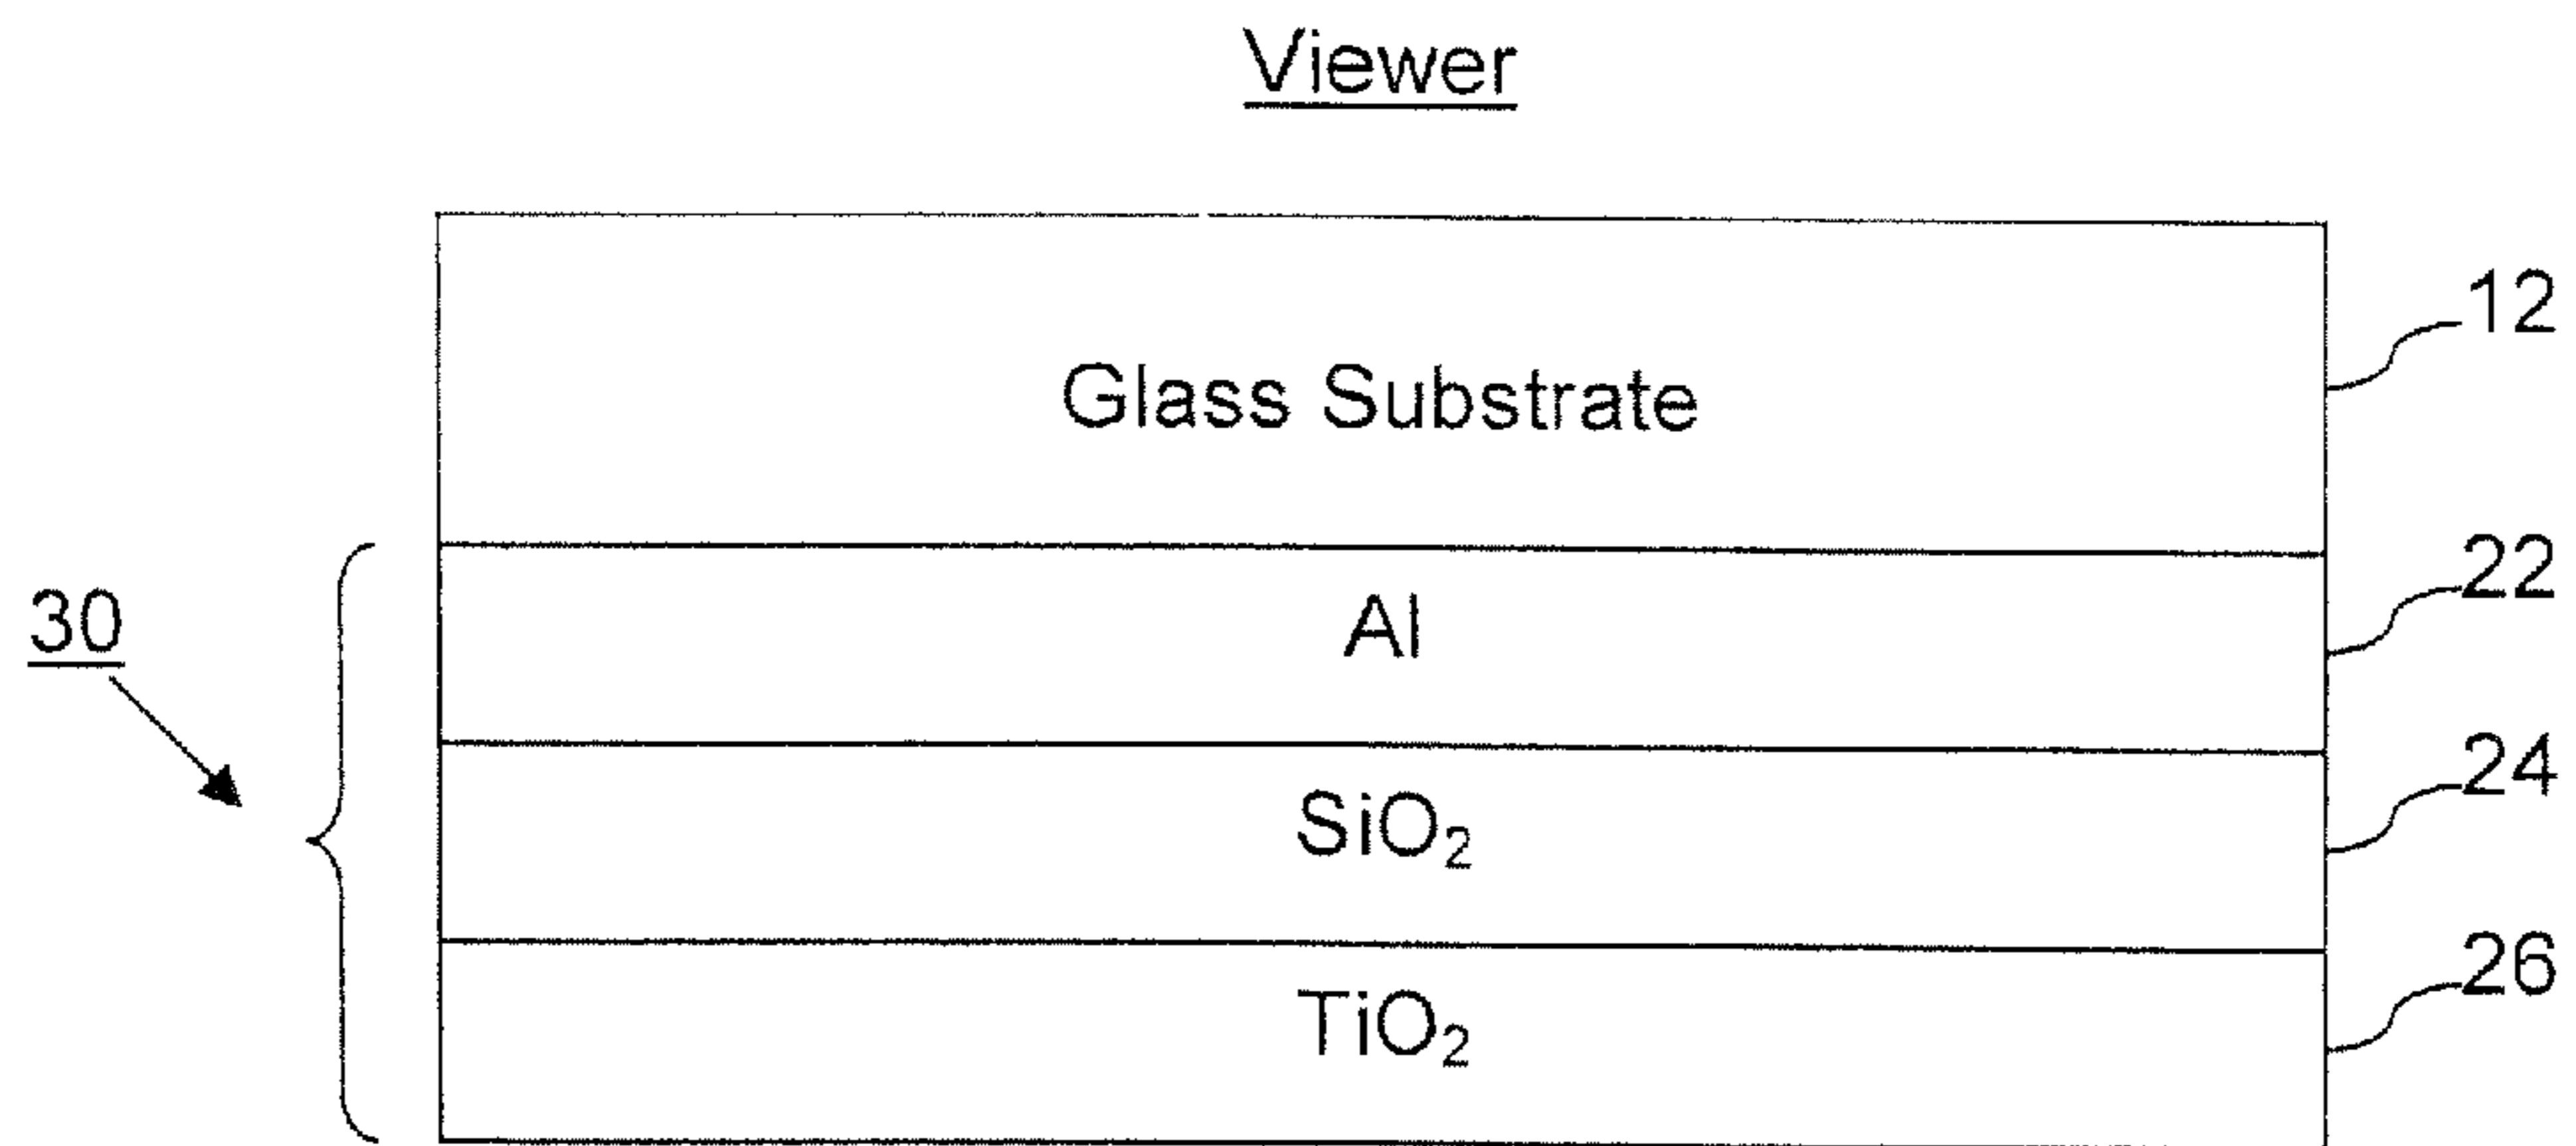 Viewer
12
Glass Substrate
22
Al
30
24
SiO₂
26
TiO₂